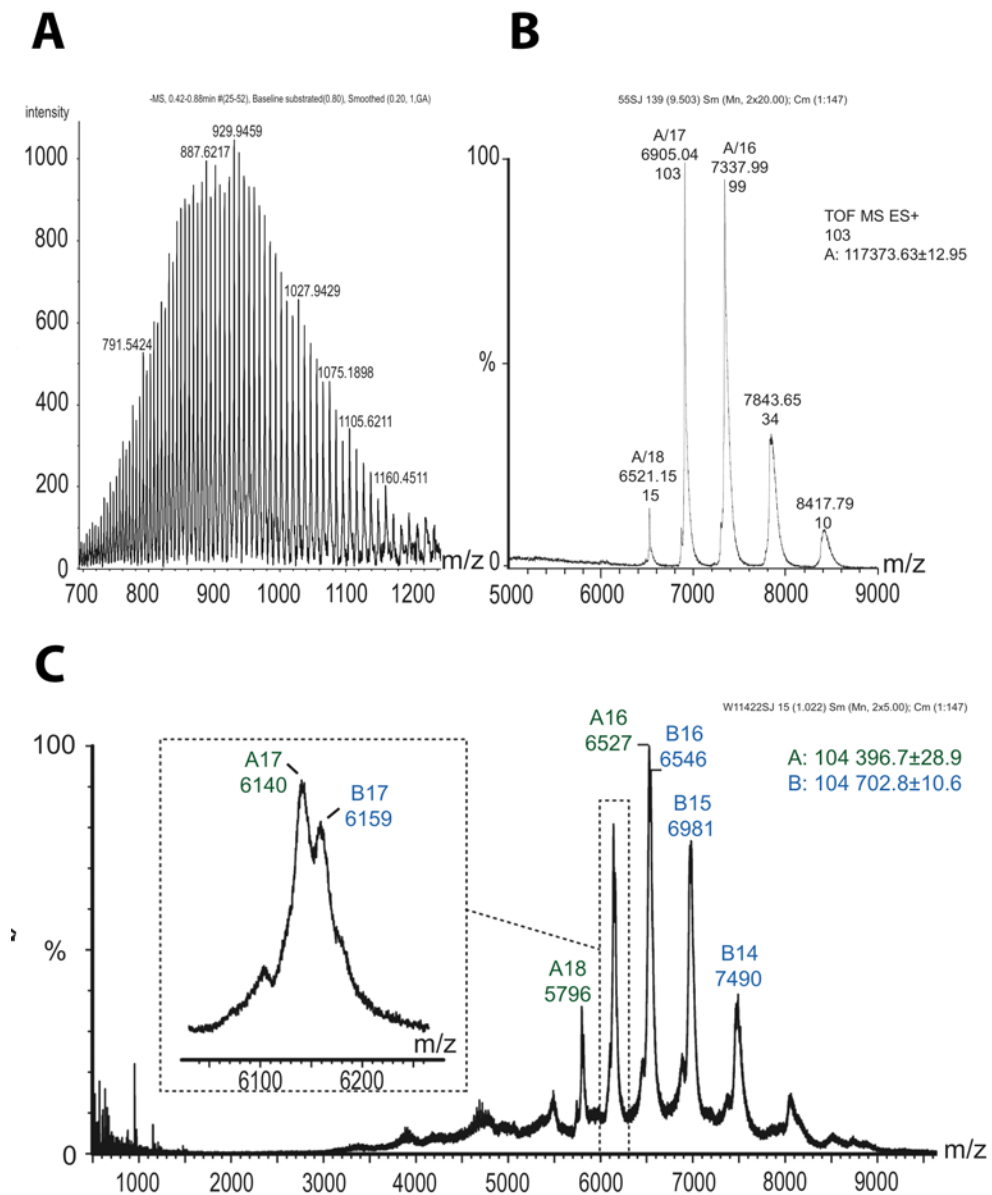 A
-MS, 0.42-0.88min #(25-52), Baseline substrated(0.80), Smoothed (0.20, 1,GA)
intensity
1000
800
600
400
200
0
929.9459
887.6217
1027.9429
791.5424
1075.1898
1105.6211
1160.4511
700 800 900 1000 1100 1200
m/z
B
55SJ 139 (9.503) Sm (Mn, 2x20.00); Cm (1:147)
100
%
0
A/17
6905.04
103
A/16
7337.99
99
TOF MS ES+
103
A: 117373.63±12.95
7843.65
34
A/18
6521.15
15
8417.79
10
5000 6000 7000 8000 9000
m/z
C
W11422SJ 15 (1.022) Sm (Mn, 2x5.00); Cm (1:147)
100
%
0
A17
6140
B17
6159
m/z
6100 6200
A16
6527
B16
6546
A: 104 396.7±28.9
B: 104 702.8±10.6
B15
6981
A18
5796
B14
7490
m/z
1000 2000 3000 4000 5000 6000 7000 8000 9000